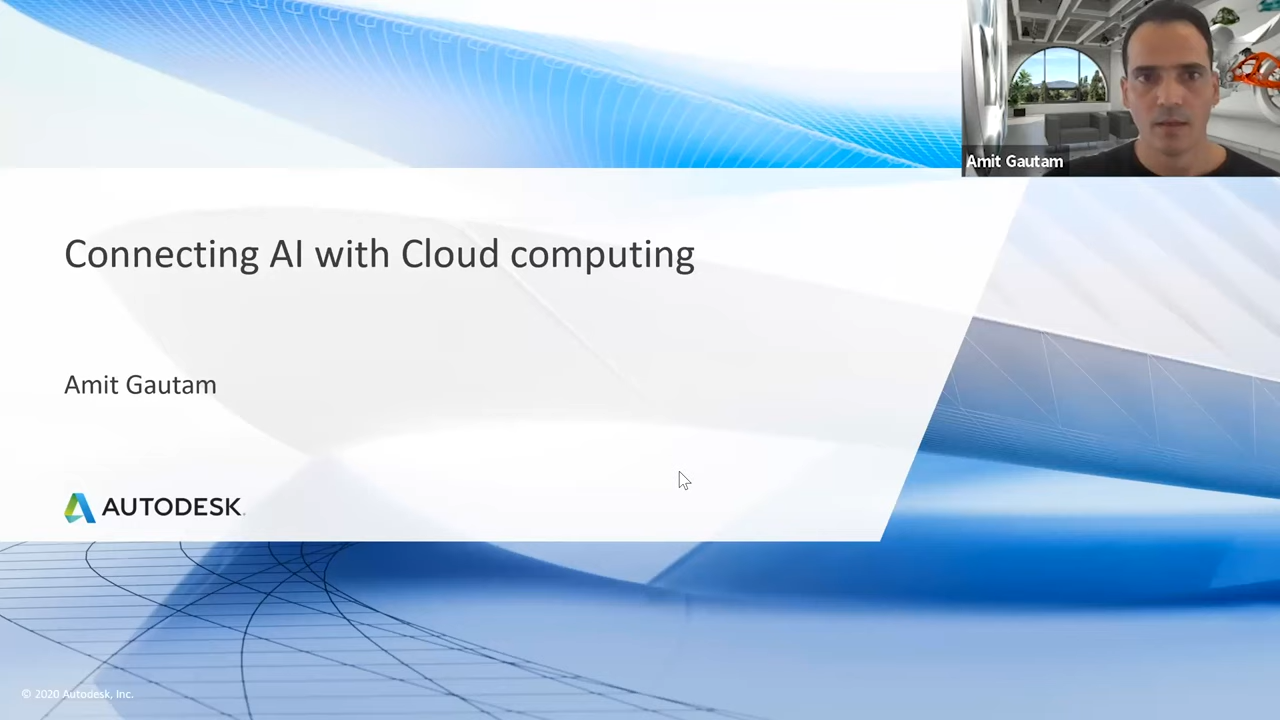 Amit Gautam
Connecting AI with Cloud computing
Amit Gautam
AUTODESK.
© 2020 Autodesk, Inc.